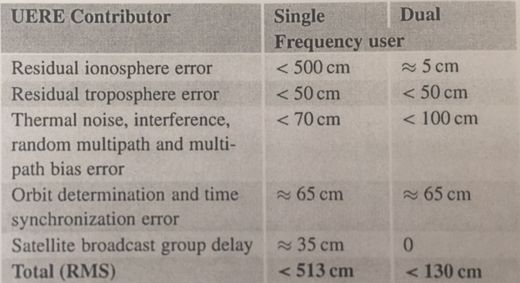 UERE Contributor Single Dual
Frequency user
Residual ionosphere error < 500 cm ≈ 5 cm
Residual troposphere error < 50 cm < 50 cm
Thermal noise, interference, < 70 cm < 100 cm
random multipath and multi-
path bias error
Orbit determination and time ≈ 65 cm ≈ 65 cm
synchronization error
Satellite broadcast group delay ≈ 35 cm 0
Total (RMS) < 513 cm < 130 cm